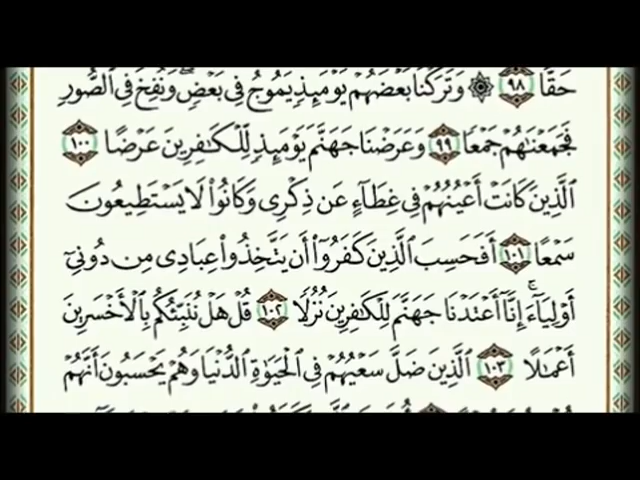 حَقًّا ٩٨ ۞ وَتَرَكْنَا بَعْضَهُمْ يَوْمَئِذٍ يَمُوجُ فِي بَعْضٍ ۖ وَنُفِخَ فِي الصُّورِ
فَجَمَعْنَاهُمْ جَمْعًا ٩٩ وَعَرَضْنَا جَهَنَّمَ يَوْمَئِذٍ لِّلْكَافِرِينَ عَرْضًا ١٠٠
الَّذِينَ كَانَتْ أَعْيُنُهُمْ فِي غِطَاءٍ عَن ذِكْرِي وَكَانُوا لَا يَسْتَطِيعُونَ
سَمْعًا ١٠١ أَفَحَسِبَ الَّذِينَ كَفَرُوا أَن يَتَّخِذُوا عِبَادِي مِن دُونِي
أَوْلِيَاءَ ۚ إِنَّا أَعْتَدْنَا جَهَنَّمَ لِلْكَافِرِينَ نُزُلًا ١٠٢ قُلْ هَلْ نُنَبِّئُكُم بِالْأَخْسَرِينَ
أَعْمَالًا ١٠٣ الَّذِينَ ضَلَّ سَعْيُهُمْ فِي الْحَيَوٰةِ الدُّنْيَا وَهُمْ يَحْسَبُونَ أَنَّهُمْ